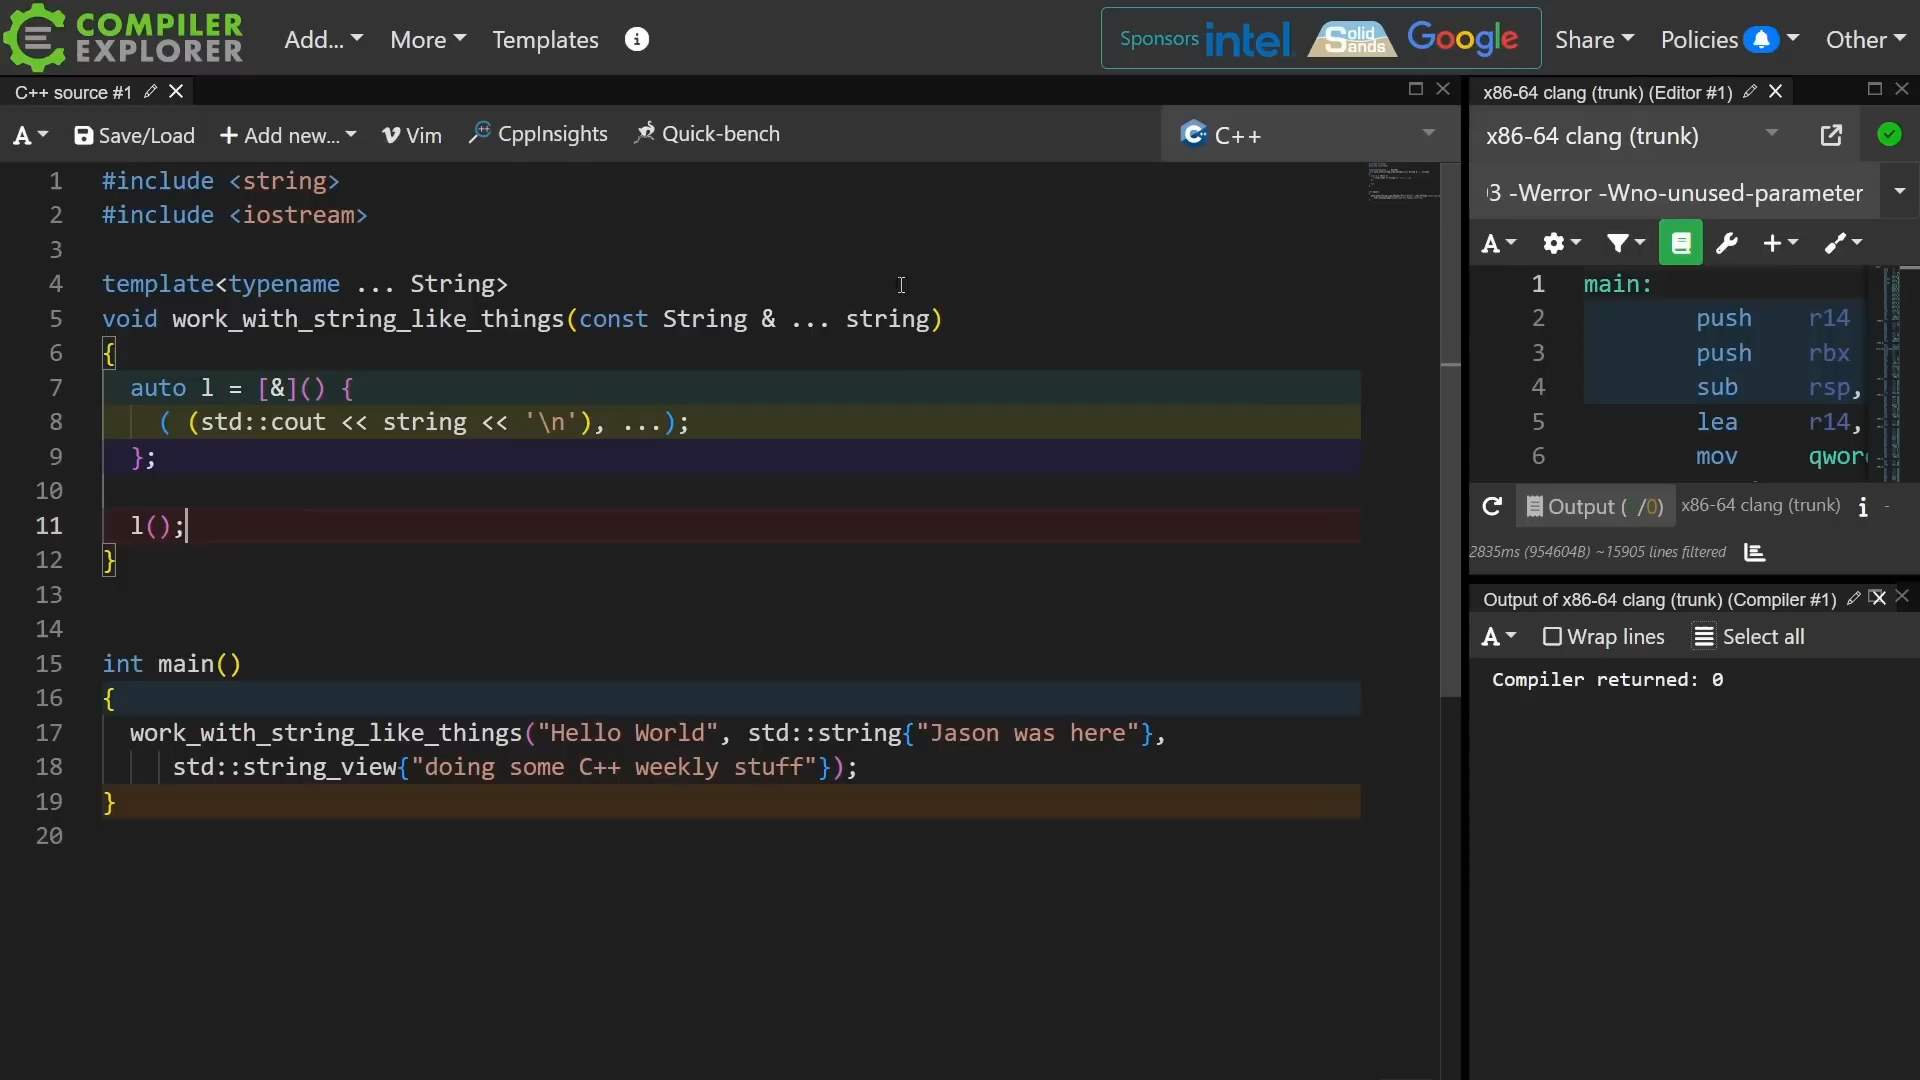 COMPILER EXPLORER
Add... More Templates
Sponsors intel. Solid Sands Google Share Policies Other
C++ source #1
A Save/Load + Add new... Vim CppInsights Quick-bench C++
1 #include <string>
2 #include <iostream>
3
4 template<typename ... String>
5 void work_with_string_like_things(const String & ... string)
6 {
7 auto l = [&]() {
8 ( (std::cout << string << '\n'), ...);
9 };
10
11 l();
12 }
13
14
15 int main()
16 {
17 work_with_string_like_things("Hello World", std::string{"Jason was here"},
18 std::string_view{"doing some C++ weekly stuff"});
19 }
20
x86-64 clang (trunk) (Editor #1)
x86-64 clang (trunk)
3 -Werror -Wno-unused-parameter
A
1 main:
2 push r14
3 push rbx
4 sub rsp,
5 lea r14,
6 mov qwor
Output ( /0) x86-64 clang (trunk) i -
2835ms (954604B) ~15905 lines filtered
Output of x86-64 clang (trunk) (Compiler #1)
A Wrap lines Select all
Compiler returned: 0